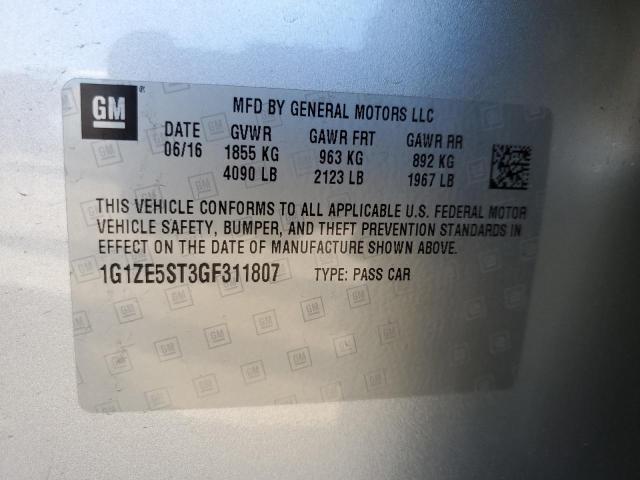 GM ® MFD BY GENERAL MOTORS LLC
DATE GVWR GAWR FRT GAWR RR
06/16 1855 KG 963 KG 892 KG
4090 LB 2123 LB 1967 LB
THIS VEHICLE CONFORMS TO ALL APPLICABLE U.S. FEDERAL MOTOR
VEHICLE SAFETY, BUMPER, AND THEFT PREVENTION STANDARDS IN
EFFECT ON THE DATE OF MANUFACTURE SHOWN ABOVE.
1G1ZE5ST3GF311807 TYPE: PASS CAR